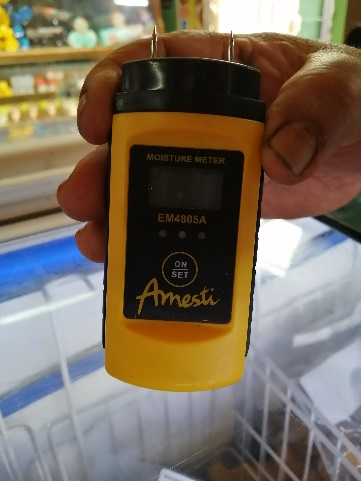 MOISTURE METER
EM4805A
ON
SET
Amesti